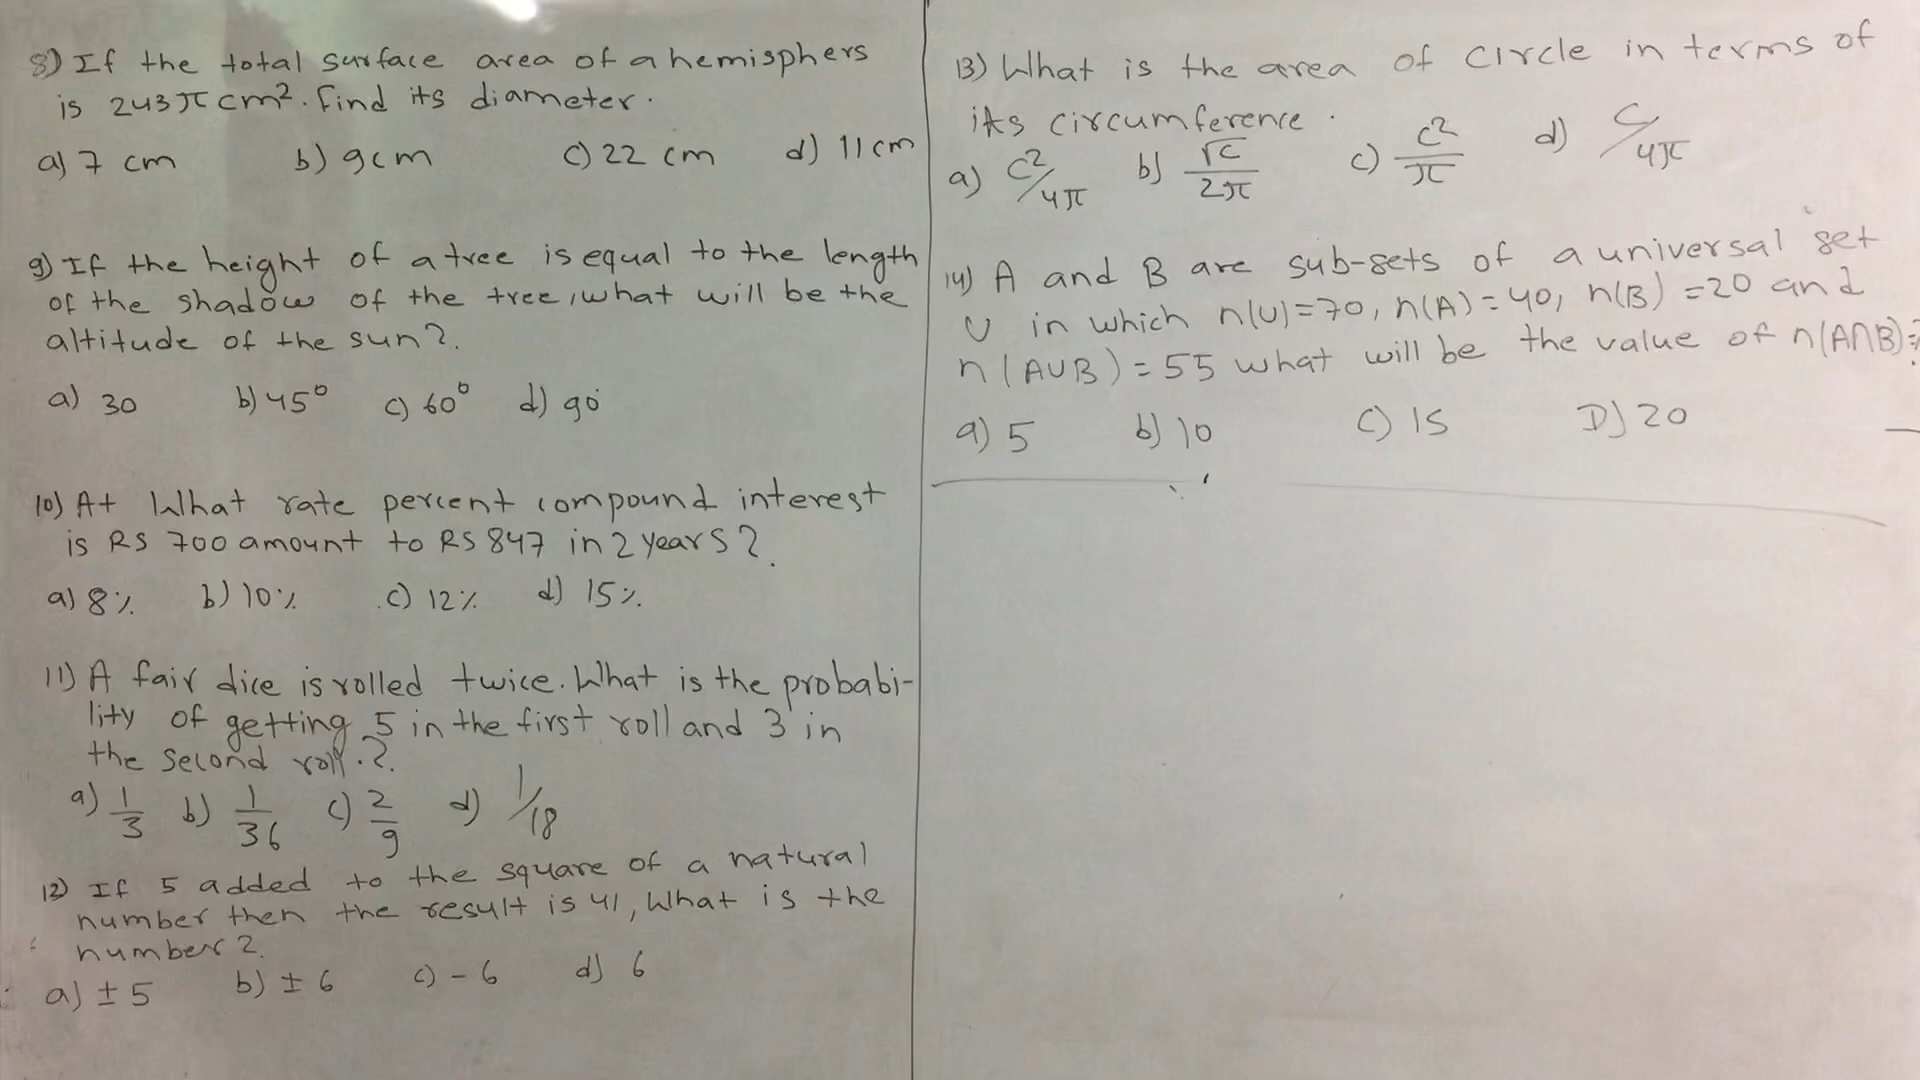 8) If the total surface area of a hemisphers
is 243π cm². find its diameter.
a) 7 cm b) 9cm c) 22 cm d) 11cm
9) If the height of a tree is equal to the length
of the shadow of the tree, what will be the
altitude of the sun?.
a) 30 b) 45° c) 60° d) 90°
10) At What rate percent compound interest
is RS 700 amount to RS 847 in 2 years?.
a) 8% b) 10% c) 12% d) 15%.
11) A fair dice is rolled twice. What is the probabi-
lity of getting 5 in the first roll and 3 in
the second roll.?.
a) 1/3 b) 1/36 c) 2/9 d) 1/18
12) If 5 added to the square of a natural
number then the result is 41, What is the
number?.
a) ±5 b) ±6 c) -6 d) 6
13) What is the area of circle in terms of
its circumference.
a) C²/4π b) √C/2π c) C²/π d) C/4π
14) A and B are sub-sets of a universal set
U in which n(U)=70, n(A)=40, n(B)=20 and
n(AUB)=55 what will be the value of n(A∩B)=?
a) 5 b) 10 c) 15 D) 20